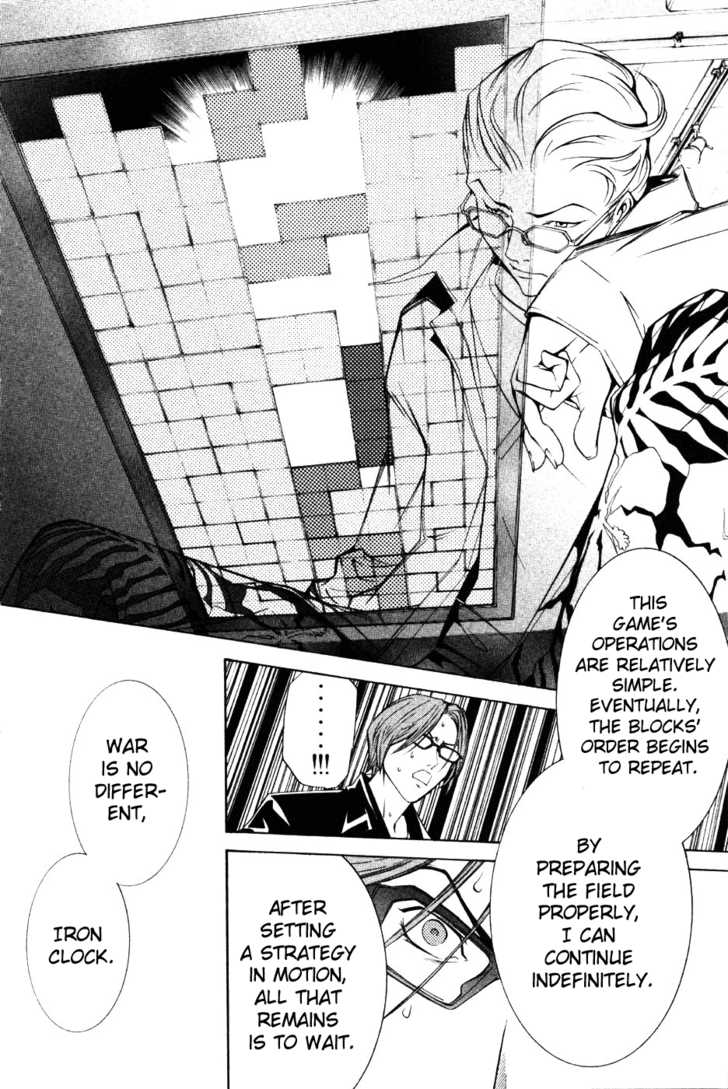 THIS
GAME'S
OPERATIONS
ARE RELATIVELY
SIMPLE.
EVENTUALLY,
THE BLOCKS'
ORDER BEGINS
TO REPEAT.
BY
PREPARING
THE FIELD
PROPERLY,
I CAN
CONTINUE
INDEFINITELY.
......!!!
AFTER
SETTING
A STRATEGY
IN MOTION,
ALL THAT
REMAINS
IS TO WAIT.
WAR
IS NO
DIFFER-
ENT,
IRON
CLOCK.